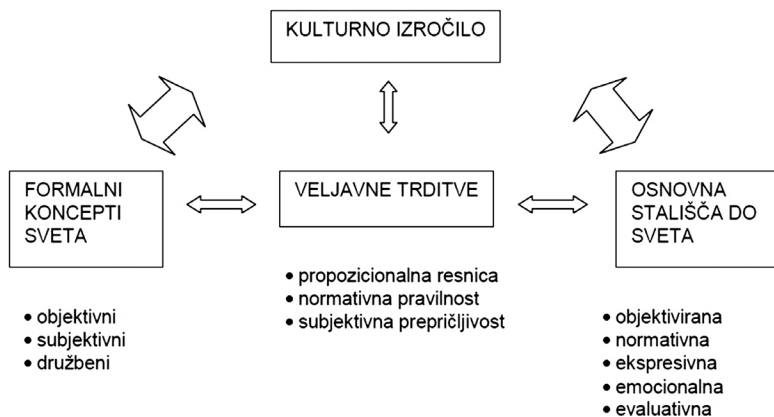 KULTURNO IZROČILO
FORMALNI
KONCEPTI
SVETA
VELJAVNE TRDITVE
OSNOVNA
STALIŠČA DO
SVETA
• objektivni
• subjektivni
• družbeni
• propozicionalna resnica
• normativna pravilnost
• subjektivna prepričljivost
• objektivirana
• normativna
• ekspresivna
• emocionalna
• evaluativna